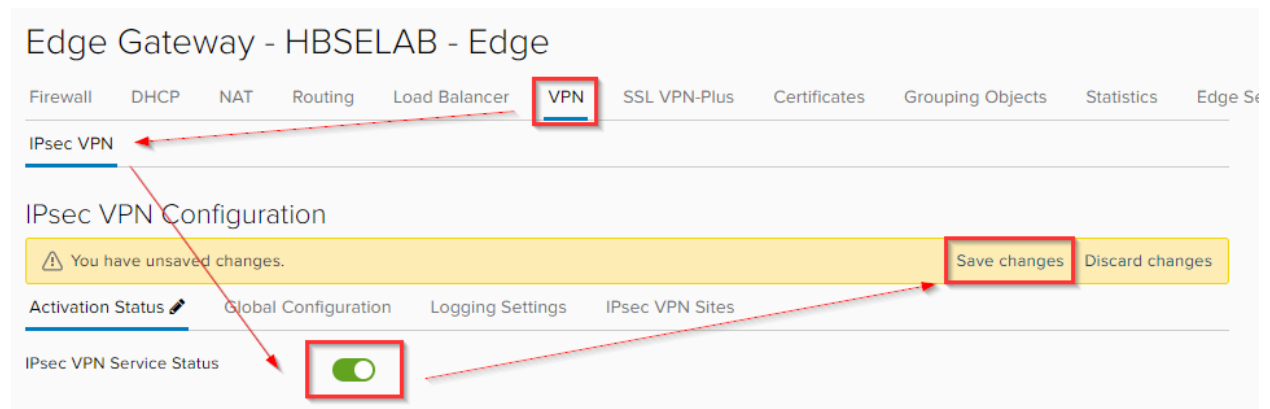 Edge Gateway - HBSELAB - Edge
Firewall DHCP NAT Routing Load Balancer VPN SSL VPN-Plus Certificates Grouping Objects Statistics Edge Se
IPsec VPN
IPsec VPN Configuration
You have unsaved changes. Save changes Discard changes
Activation Status Global Configuration Logging Settings IPsec VPN Sites
IPsec VPN Service Status